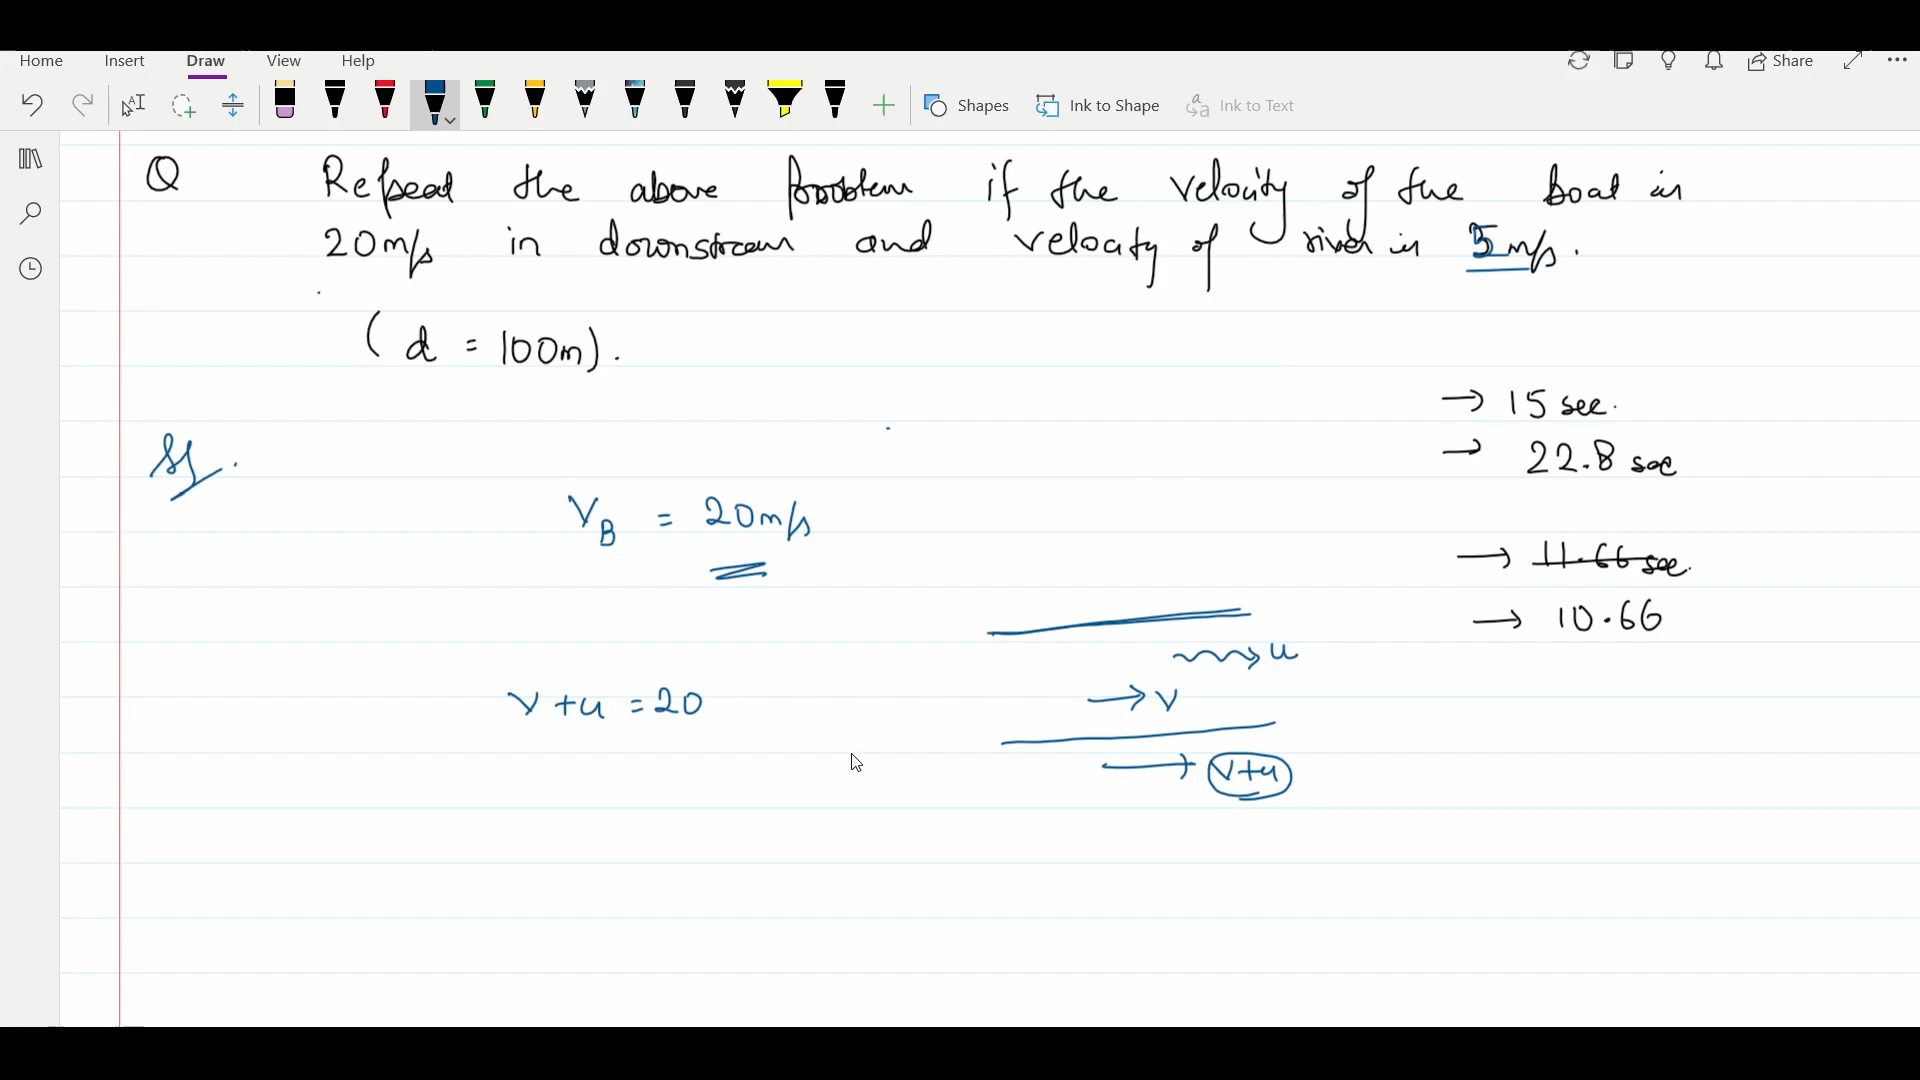 Home Insert Draw View Help Share
Shapes Ink to Shape Ink to Text
Q Repeat the above problem if the velocity of the boat is
20m/s in downstream and velocity of river is 5 m/s.
(d = 100m).
→ 15 sec.
→ 22.8 sec
Sol.
V_B = 20m/s
→ 11.66 sec.
→ 10.66
→ u
v + u = 20
→ v
→ v+u